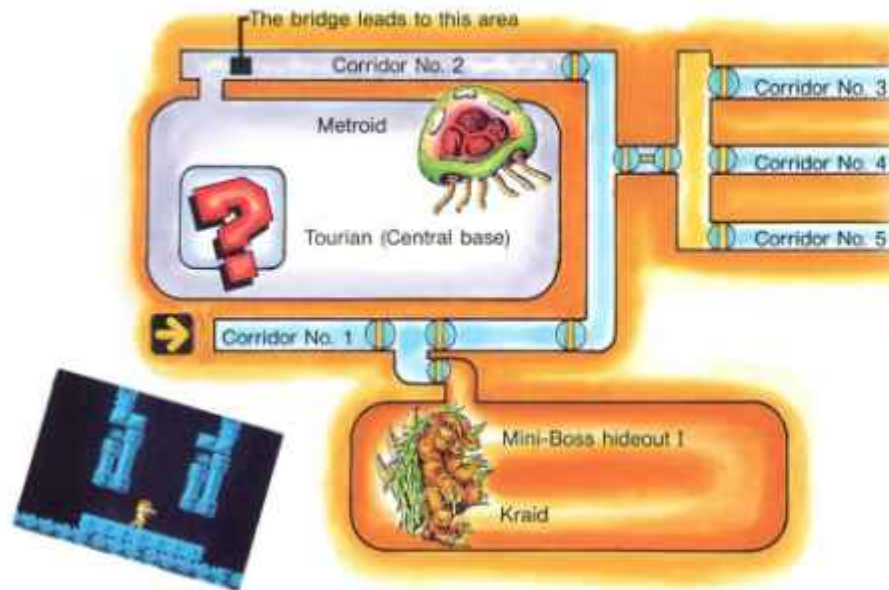 The bridge leads to this area
Corridor No. 2
Corridor No. 3
Metroid
Corridor No. 4
Tourian (Central base)
Corridor No. 5
Corridor No. 1
Mini-Boss hideout I
Kraid